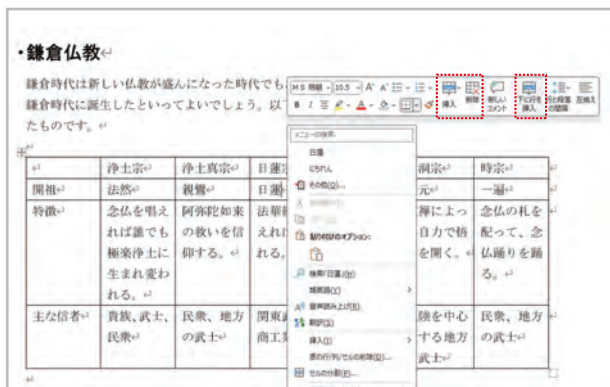 ・鎌倉仏教
鎌倉時代は新しい仏教が盛んになった時代でも
鎌倉時代に誕生したといってよいでしょう。以
たものです。
MS 明朝 10.5
挿入 削除 新しい
コメント 下に行を
挿入 行と段落
の間隔 左揃え
B I
メニューの検索
日蓮
にちれん
その他(O)...
貼り付けのオプション:
検索「日蓮」(H)
類義語(Y)
音声読み上げ(R)
翻訳(S)
挿入(I)
表の行/列/セルの削除(D)...
セルの分割(P)...
浄土宗 浄土真宗 日蓮 洞宗 時宗
開祖 法然 親鸞 日蓮 元 一遍
特徴 念仏を唱え 阿弥陀如来 法華 禅によっ 念仏の札を
れば誰でも の救いを信 えれ 自力で悟 配って、念
極楽浄土に 仰する。 れる。 を開く。 仏踊りを踊
生まれ変わ る。
れる。
主な信者 貴族、武士、 民衆、地方 関東 を中心 民衆、地方
民衆 の武士 商工 する地方 の武士
武士